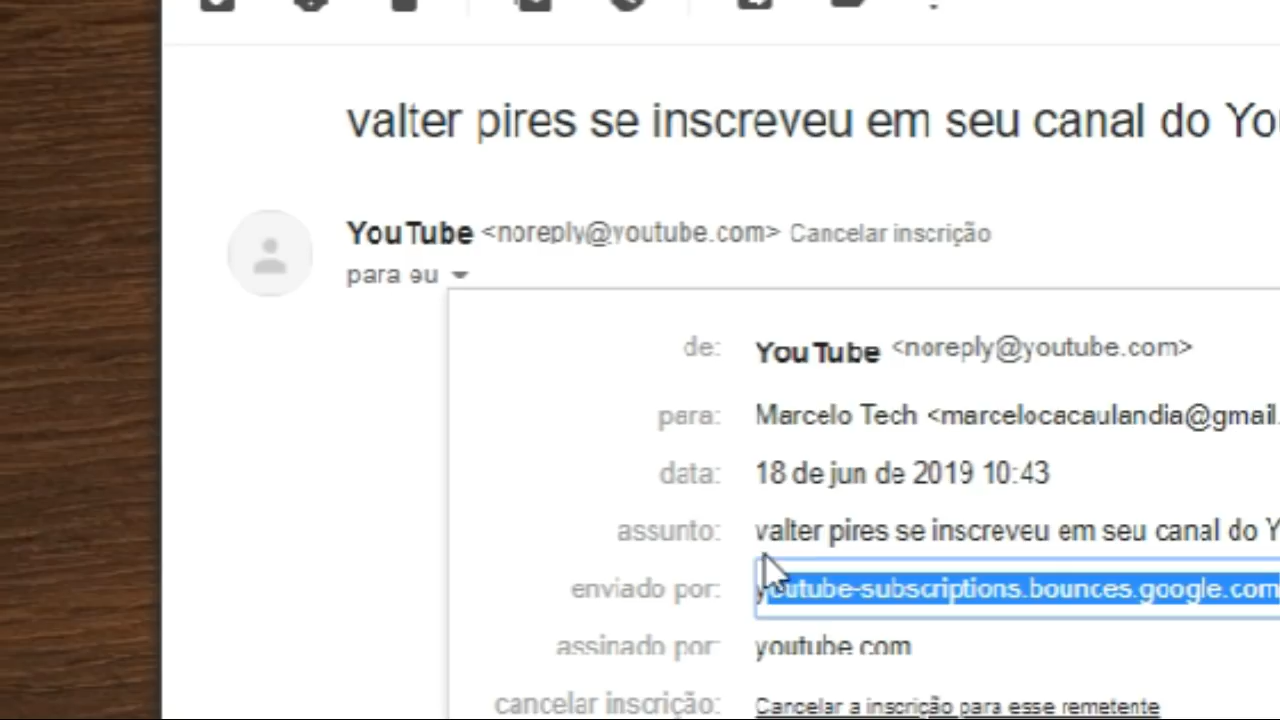 valter pires se inscreveu em seu canal do Yo
YouTube <noreply@youtube.com> Cancelar inscrição
para eu
de: YouTube <noreply@youtube.com>
para: Marcelo Tech <marcelocacaulandia@gmail.
data: 18 de jun de 2019 10:43
assunto: valter pires se inscreveu em seu canal do Y
enviado por: youtube-subscriptions.bounces.google.com
assinado por: youtube.com
cancelar inscrição: Cancelar a inscrição para esse remetente